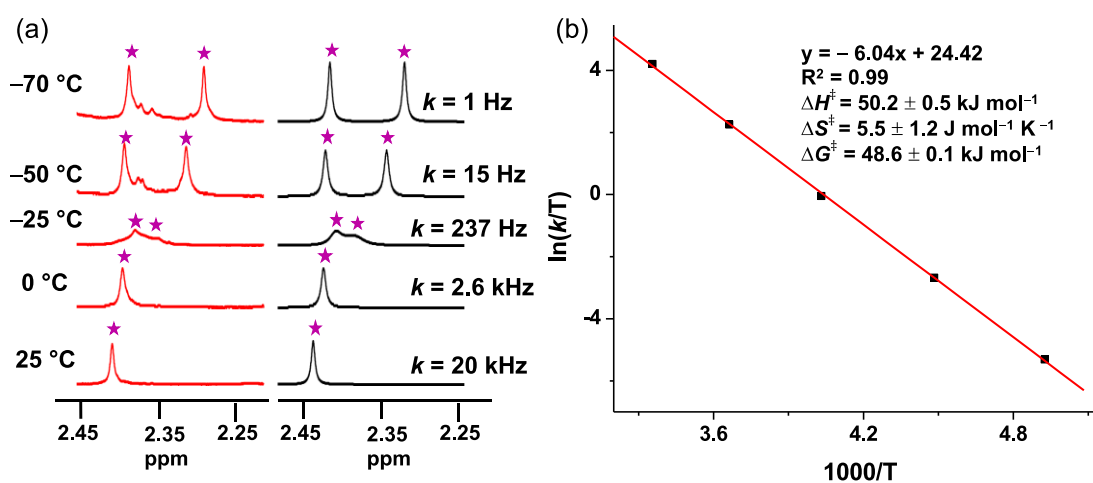 (a)
−70 °C
k = 1 Hz
−50 °C
k = 15 Hz
−25 °C
k = 237 Hz
0 °C
k = 2.6 kHz
25 °C
k = 20 kHz
2.45 2.35 2.25 2.45 2.35 2.25
ppm ppm
(b)
y = − 6.04x + 24.42
R² = 0.99
ΔH‡ = 50.2 ± 0.5 kJ mol⁻¹
ΔS‡ = 5.5 ± 1.2 J mol⁻¹ K ⁻¹
ΔG‡ = 48.6 ± 0.1 kJ mol⁻¹
ln(k/T)
4
0
-4
3.6 4.2 4.8
1000/T